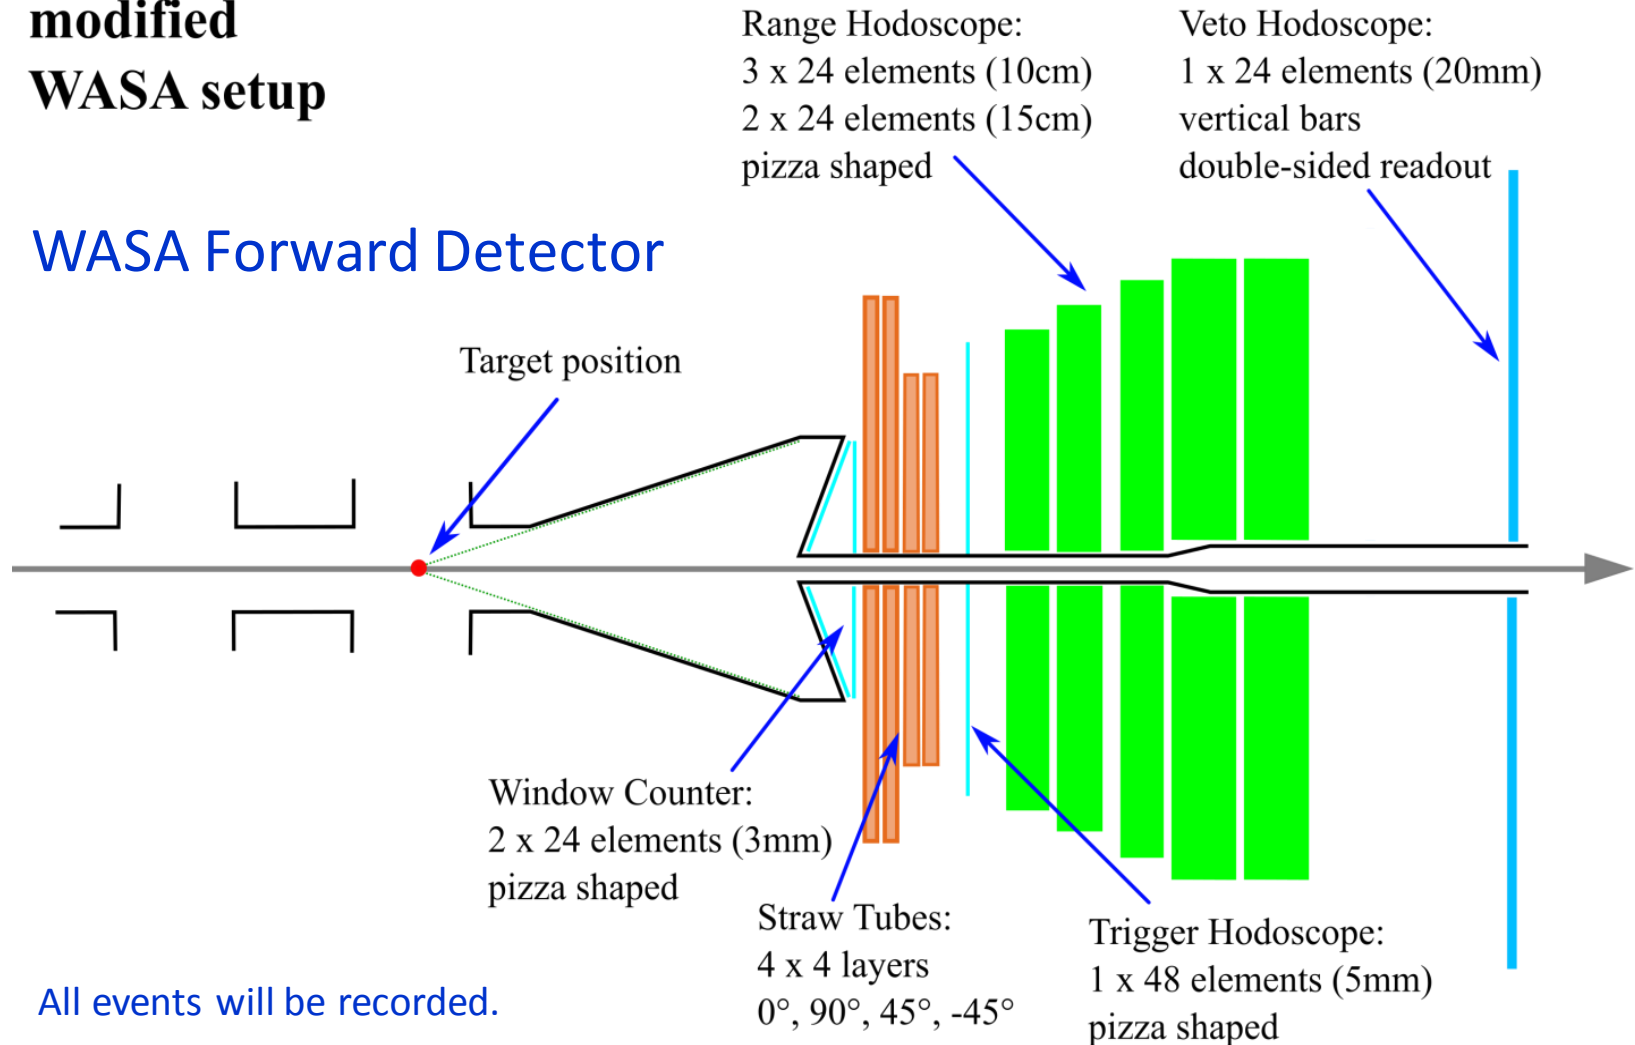 modified
WASA setup
WASA Forward Detector
Range Hodoscope:
3 x 24 elements (10cm)
2 x 24 elements (15cm)
pizza shaped
Veto Hodoscope:
1 x 24 elements (20mm)
vertical bars
double-sided readout
Target position
Window Counter:
2 x 24 elements (3mm)
pizza shaped
Straw Tubes:
4 x 4 layers
0°, 90°, 45°, -45°
Trigger Hodoscope:
1 x 48 elements (5mm)
pizza shaped
All events will be recorded.